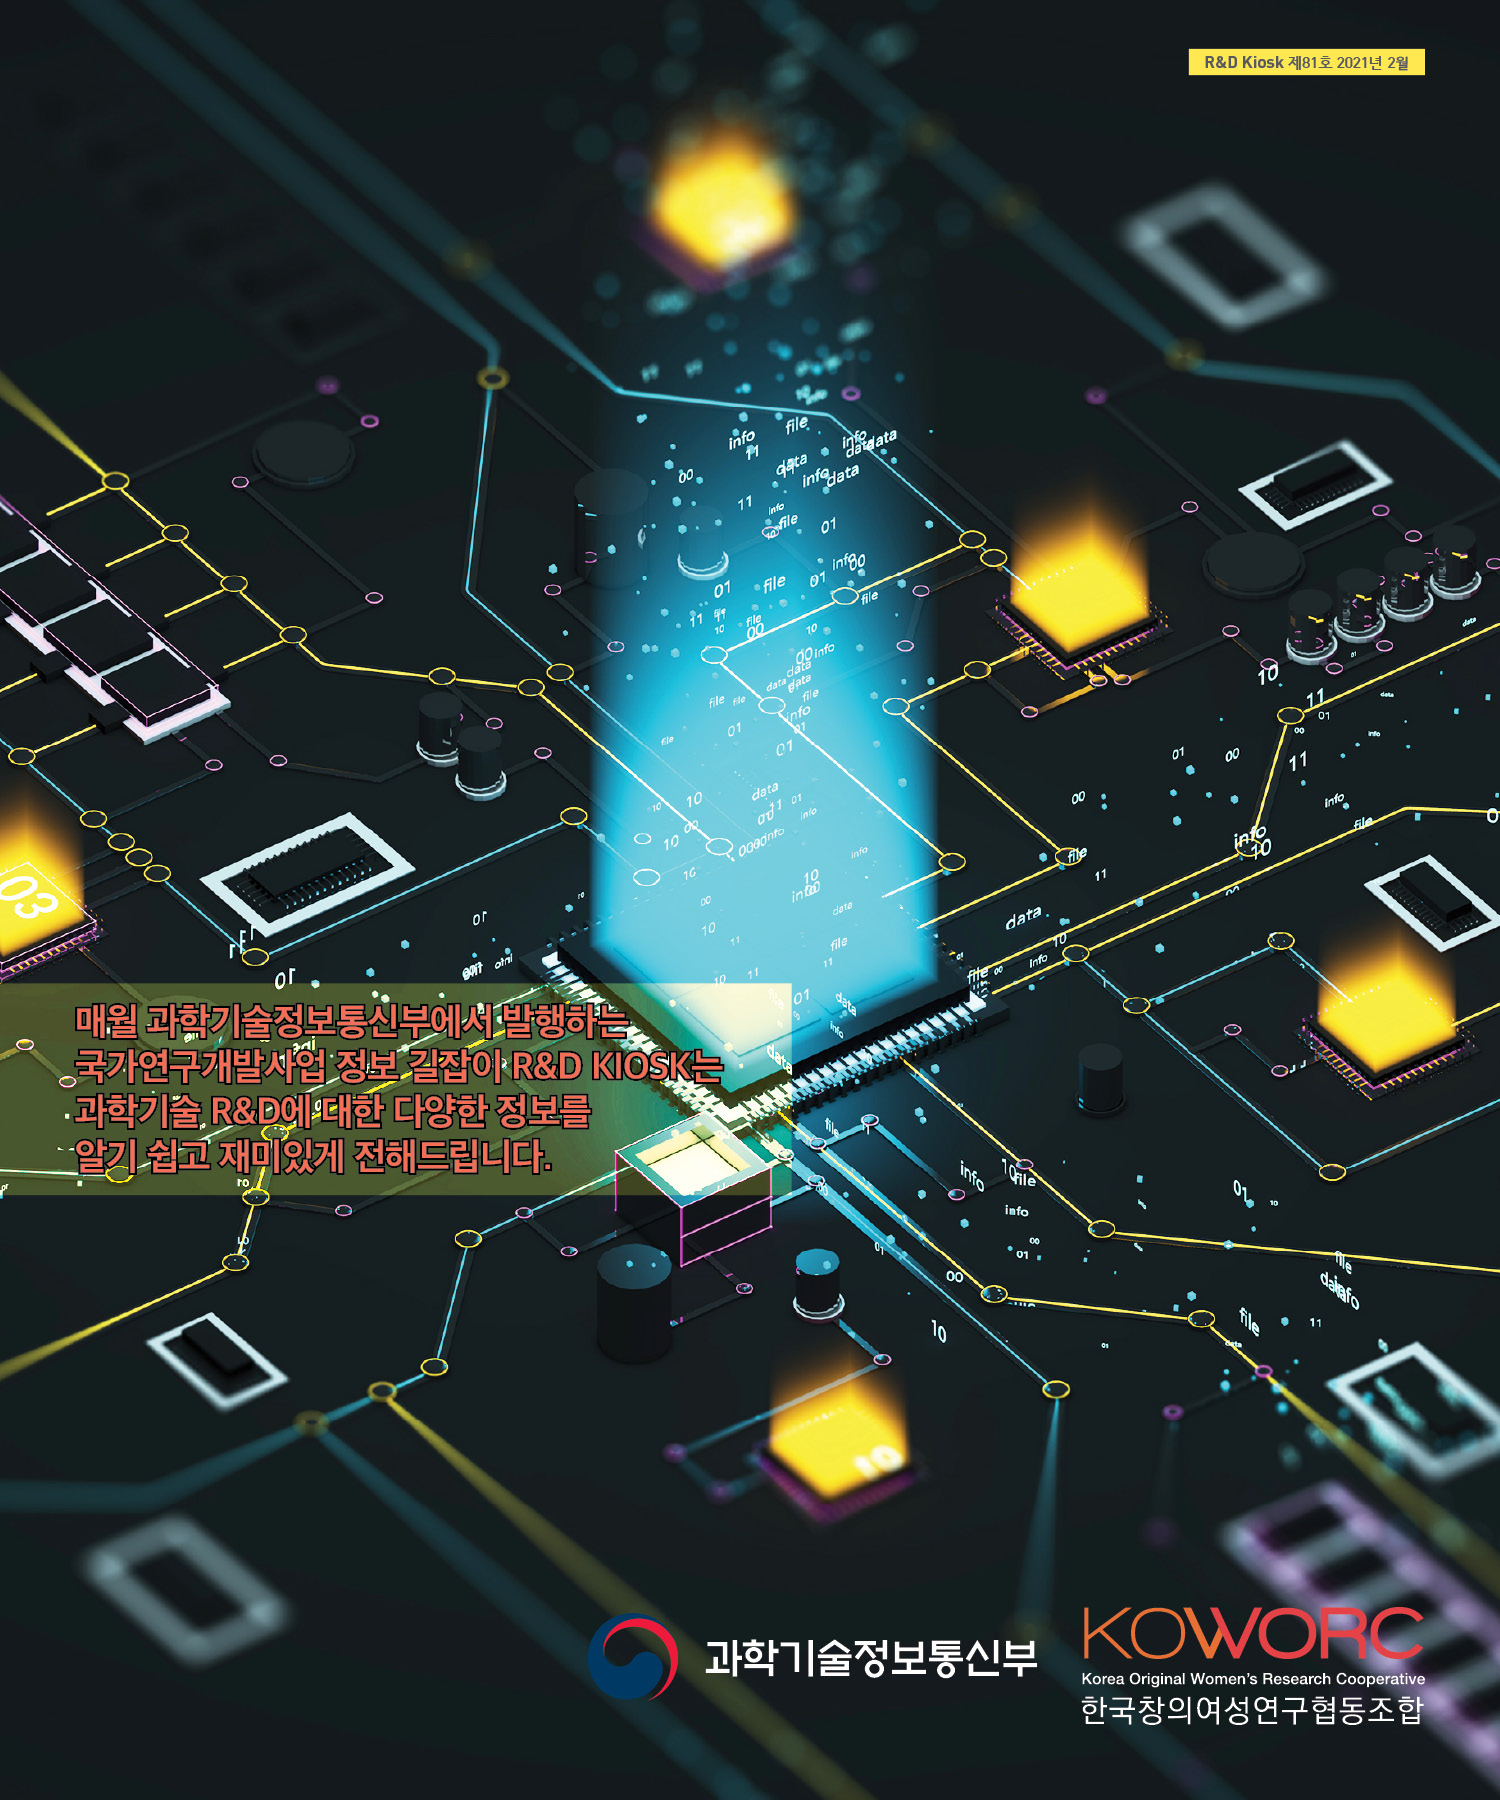 R&D Kiosk 제81호 2021년 2월
매월 과학기술정보통신부에서 발행하는
국가연구개발사업 정보 길잡이 R&D KIOSK는
과학기술 R&D에 대한 다양한 정보를
알기 쉽고 재미있게 전해드립니다.
과학기술정보통신부
KOWORC
Korea Original Women's Research Cooperative
한국창의여성연구협동조합